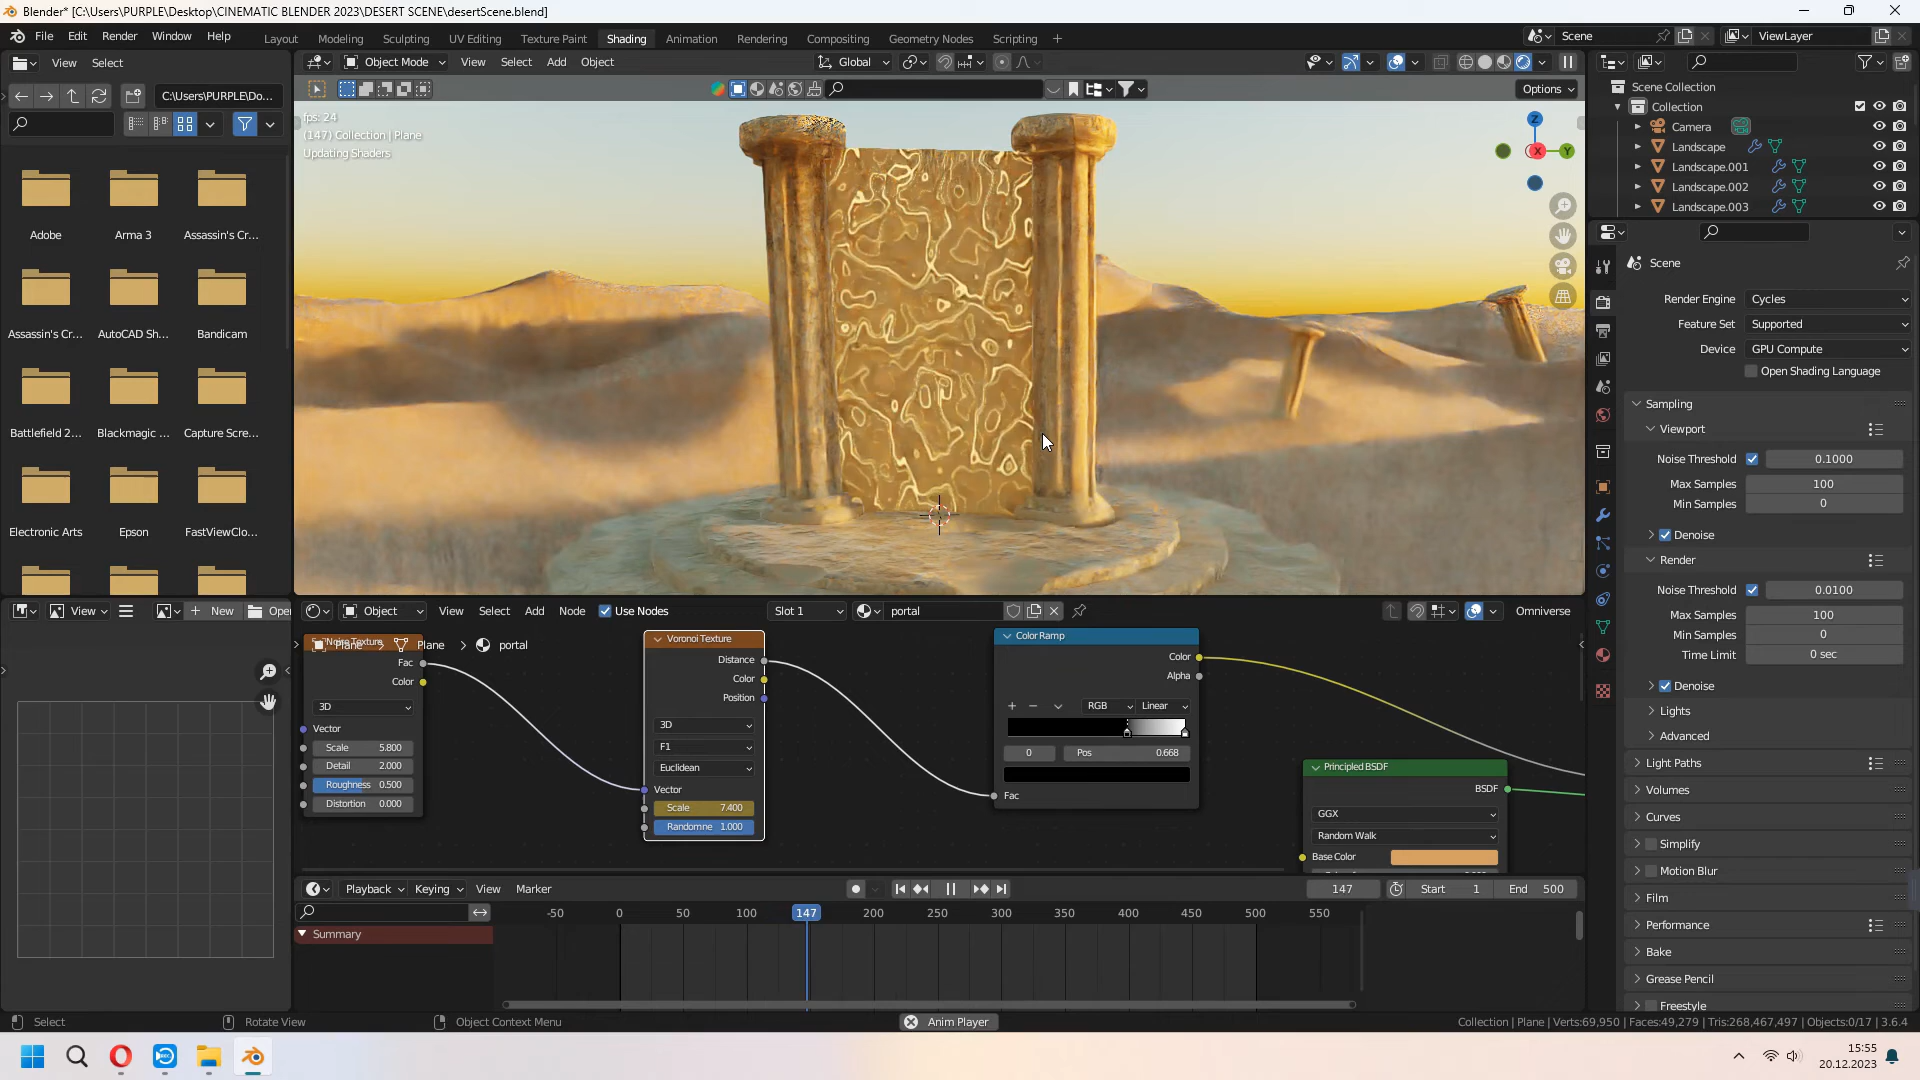 Blender* [C:\Users\PURPLE\Desktop\CINEMATIC BLENDER 2023\DESERT SCENE\desertScene.blend]
File Edit Render Window Help
Layout Modeling Sculpting UV Editing Texture Paint Shading Animation Rendering Compositing Geometry Nodes Scripting +
Scene
ViewLayer
View Select
Object Mode View Select Add Object
Global
C:\Users\PURPLE\Do...
Options
fps: 24
(147) Collection | Plane
Updating Shaders
Z
X
Y
Adobe
Arma 3
Assassin's Cr...
Assassin's Cr...
AutoCAD Sh...
Bandicam
Battlefield 2...
Blackmagic ...
Capture Scre...
Electronic Arts
Epson
FastViewClo...
Scene Collection
Collection
Camera
Landscape
Landscape.001
Landscape.002
Landscape.003
Scene
Render Engine Cycles
Feature Set Supported
Device GPU Compute
Open Shading Language
Sampling
Viewport
Noise Threshold 0.1000
Max Samples 100
Min Samples 0
Denoise
Render
Noise Threshold 0.0100
Max Samples 100
Min Samples 0
Time Limit 0 sec
Denoise
Lights
Advanced
Light Paths
Volumes
Curves
Simplify
Motion Blur
Film
Performance
Bake
Grease Pencil
Freestyle
View
New
Open
Object View Select Add Node Use Nodes
Slot 1
portal
Omniverse
Noise Texture
Plane
Plane
portal
Fac
Color
3D
Vector
Scale 5.800
Detail 2.000
Roughness 0.500
Distortion 0.000
Voronoi Texture
Distance
Color
Position
3D
F1
Euclidean
Vector
Scale 7.400
Randomne 1.000
Color Ramp
Color
Alpha
RGB Linear
0 Pos 0.668
Fac
Principled BSDF
BSDF
GGX
Random Walk
Base Color
Playback Keying View Marker
147
Start 1
End 500
-50 0 50 100 147 200 250 300 350 400 450 500 550
Summary
Select
Rotate View
Object Context Menu
Anim Player
Collection | Plane | Verts:69,950 | Faces:49,279 | Tris:268,467,497 | Objects:0/17 | 3.6.4
15:55
20.12.2023